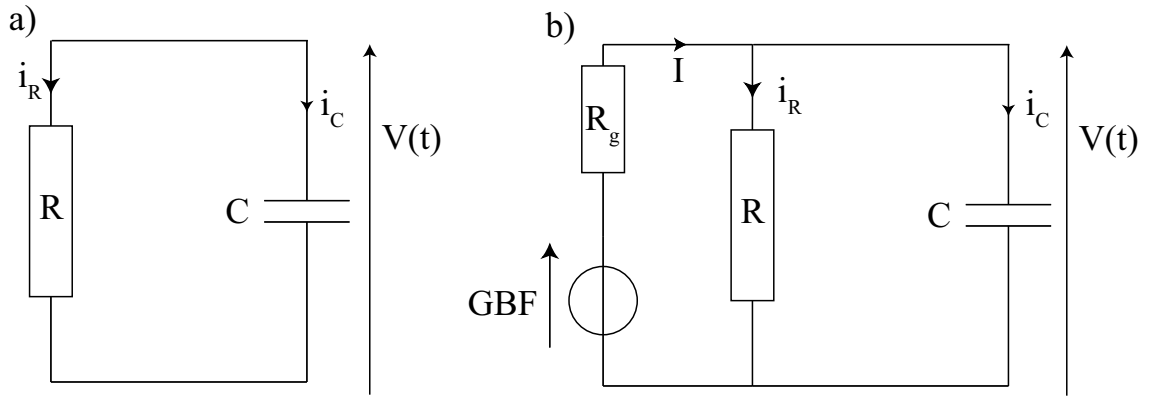 a)
i_R
R
i_C
C
V(t)
b)
I
R_g
GBF
i_R
R
i_C
C
V(t)